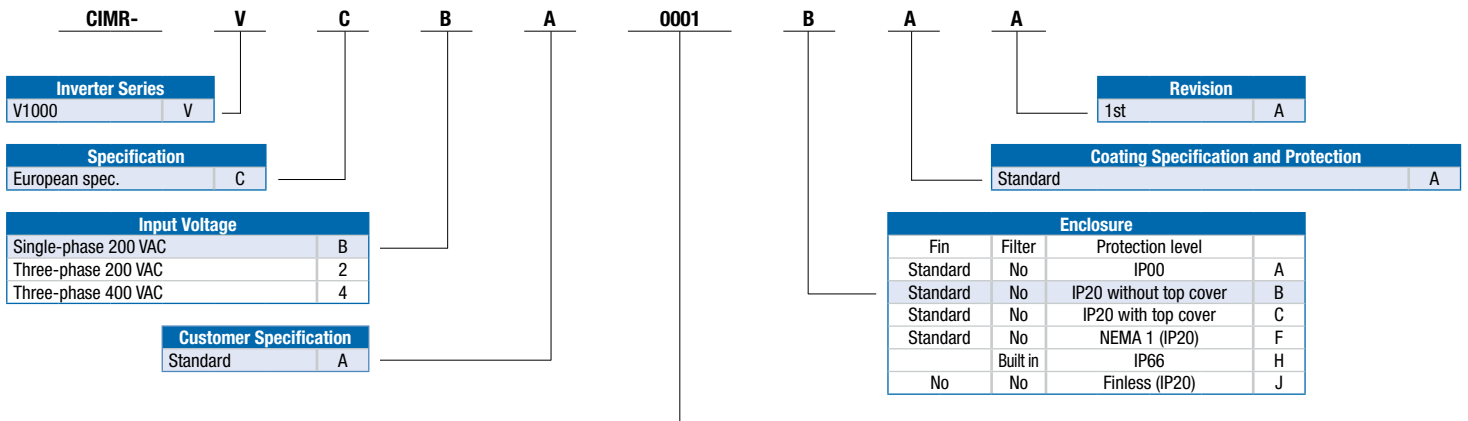 CIMR- V C B A 0001 B A A
Inverter Series
V1000 V
Revision
1st A
Specification
European spec. C
Coating Specification and Protection
Standard A
Input Voltage
Single-phase 200 VAC B
Three-phase 200 VAC 2
Three-phase 400 VAC 4
Enclosure
Fin Filter Protection level
Standard No IP00 A
Standard No IP20 without top cover B
Standard No IP20 with top cover C
Standard No NEMA 1 (IP20) F
Built in IP66 H
No No Finless (IP20) J
Customer Specification
Standard A